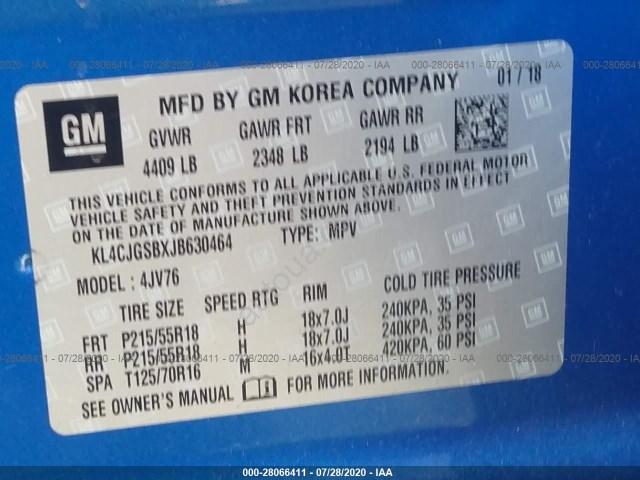 000-28066411 - 07/28/2020 - IAA
GM
MFD BY GM KOREA COMPANY
01 / 18
GVWR GAWR FRT GAWR RR
4409 LB 2348 LB 2194 LB
THIS VEHICLE CONFORMS TO ALL APPLICABLE U.S. FEDERAL MOTOR
VEHICLE SAFETY AND THEFT PREVENTION STANDARDS IN EFFECT
ON THE DATE OF MANUFACTURE SHOWN ABOVE.
KL4CJGSBXJB630464 TYPE: MPV
MODEL : 4JV76
TIRE SIZE SPEED RTG RIM COLD TIRE PRESSURE
FRT P215/55R18 H 18x7.0J 240KPA, 35 PSI
RR P215/55R18 H 18x7.0J 240KPA, 35 PSI
SPA T125/70R16 M 16x4.0T 420KPA, 60 PSI
SEE OWNER'S MANUAL FOR MORE INFORMATION.
000-28066411 - 07/28/2020 - IAA